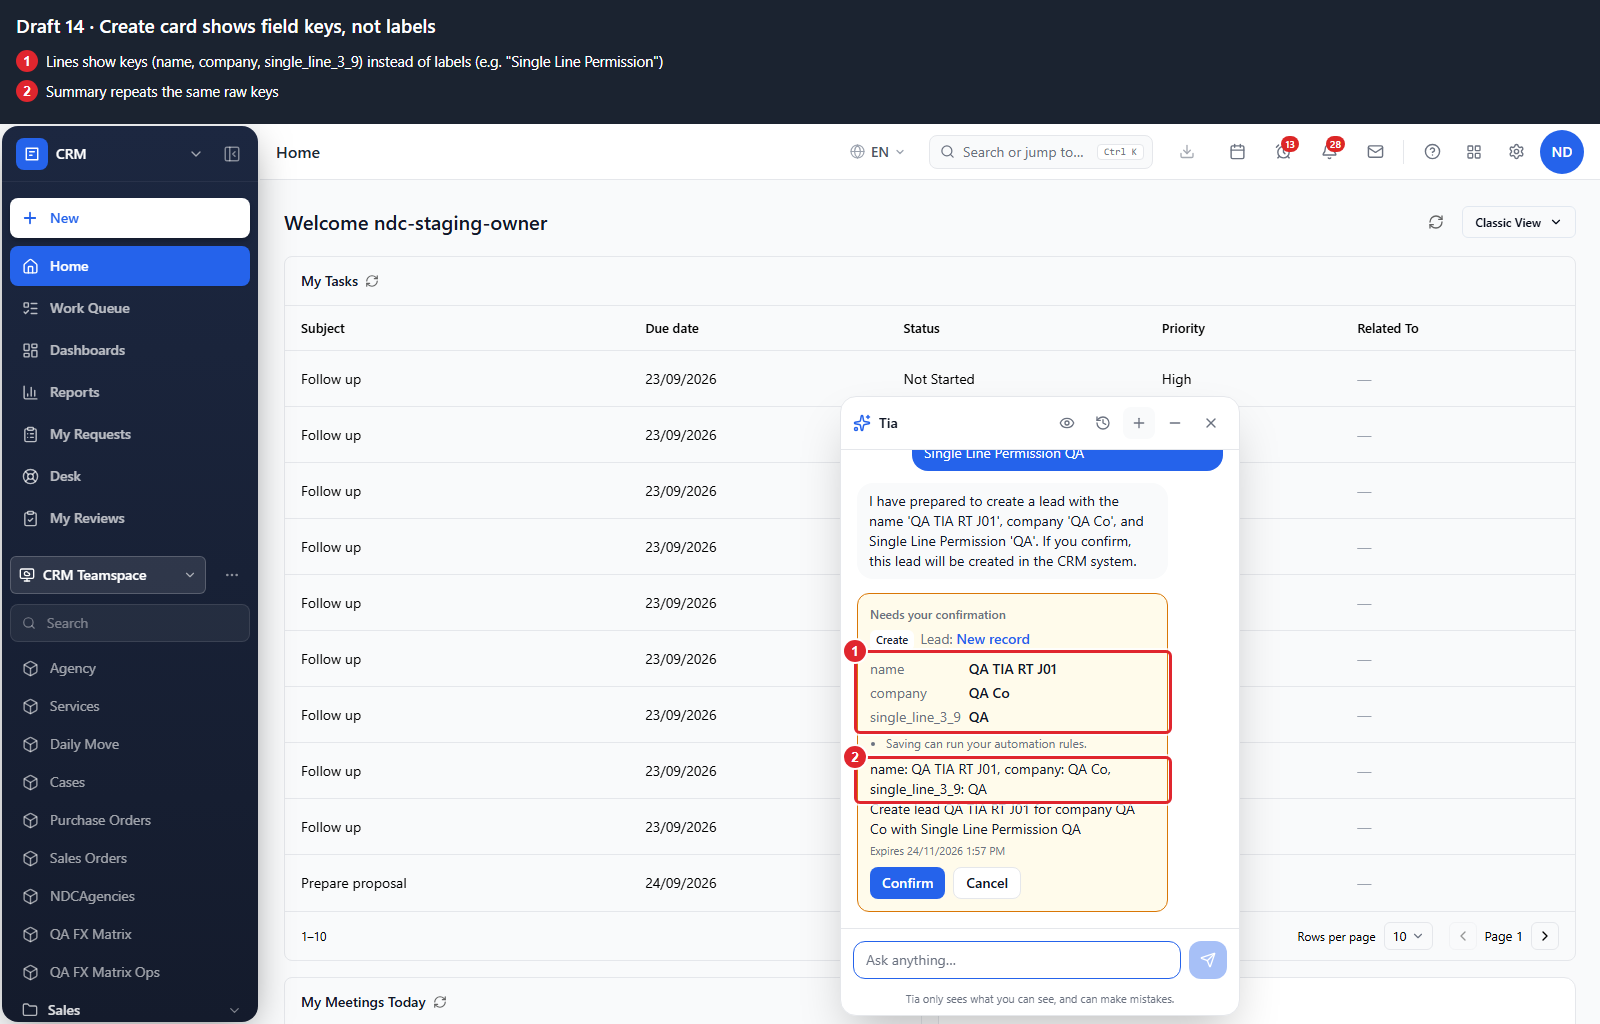 Draft 14 · Create card shows field keys, not labels
1 Lines show keys (name, company, single_line_3_9) instead of labels (e.g. "Single Line Permission")
2 Summary repeats the same raw keys
CRM
Home
EN
Search or jump to...
Ctrl K
13
28
ND
New
Home
Work Queue
Dashboards
Reports
My Requests
Desk
My Reviews
CRM Teamspace
Search
Agency
Services
Daily Move
Cases
Purchase Orders
Sales Orders
NDCAgencies
QA FX Matrix
QA FX Matrix Ops
Sales
Welcome ndc-staging-owner
Classic View
My Tasks
Subject Due date Status Priority Related To
Follow up 23/09/2026 Not Started High —
Follow up 23/09/2026 —
Follow up 23/09/2026 —
Follow up 23/09/2026 —
Follow up 23/09/2026 —
Follow up 23/09/2026 —
Follow up 23/09/2026 —
Follow up 23/09/2026 —
Follow up 23/09/2026 —
Prepare proposal 24/09/2026 —
1–10
Rows per page 10 Page 1
My Meetings Today
Tia
Single Line Permission QA
I have prepared to create a lead with the
name 'QA TIA RT J01', company 'QA Co', and
Single Line Permission 'QA'. If you confirm,
this lead will be created in the CRM system.
Needs your confirmation
Create Lead: New record
1
name QA TIA RT J01
company QA Co
single_line_3_9 QA
• Saving can run your automation rules.
2
name: QA TIA RT J01, company: QA Co,
single_line_3_9: QA
Create lead QA TIA RT J01 for company QA
Co with Single Line Permission QA
Expires 24/11/2026 1:57 PM
Confirm Cancel
Ask anything...
Tia only sees what you can see, and can make mistakes.